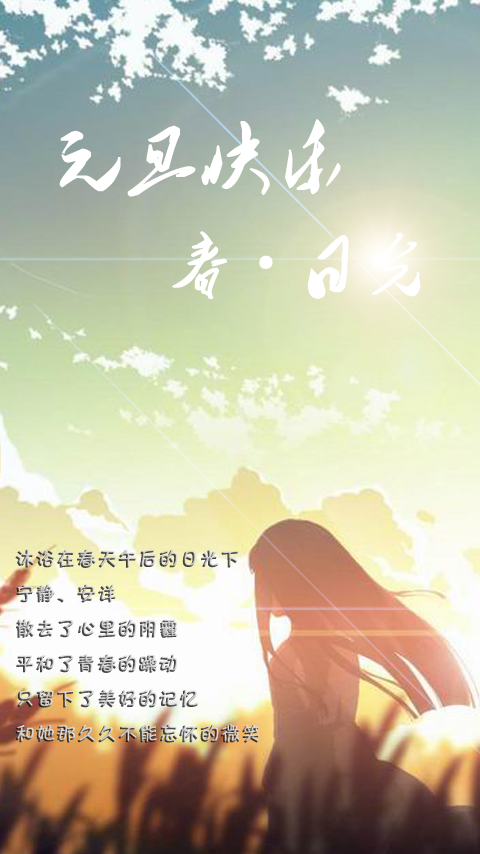 元旦快乐
春·日光
沐浴在春天午后的日光下
宁静、安详
散去了心里的阴霾
平和了青春的躁动
只留下了美好的记忆
和她那久久不能忘怀的微笑